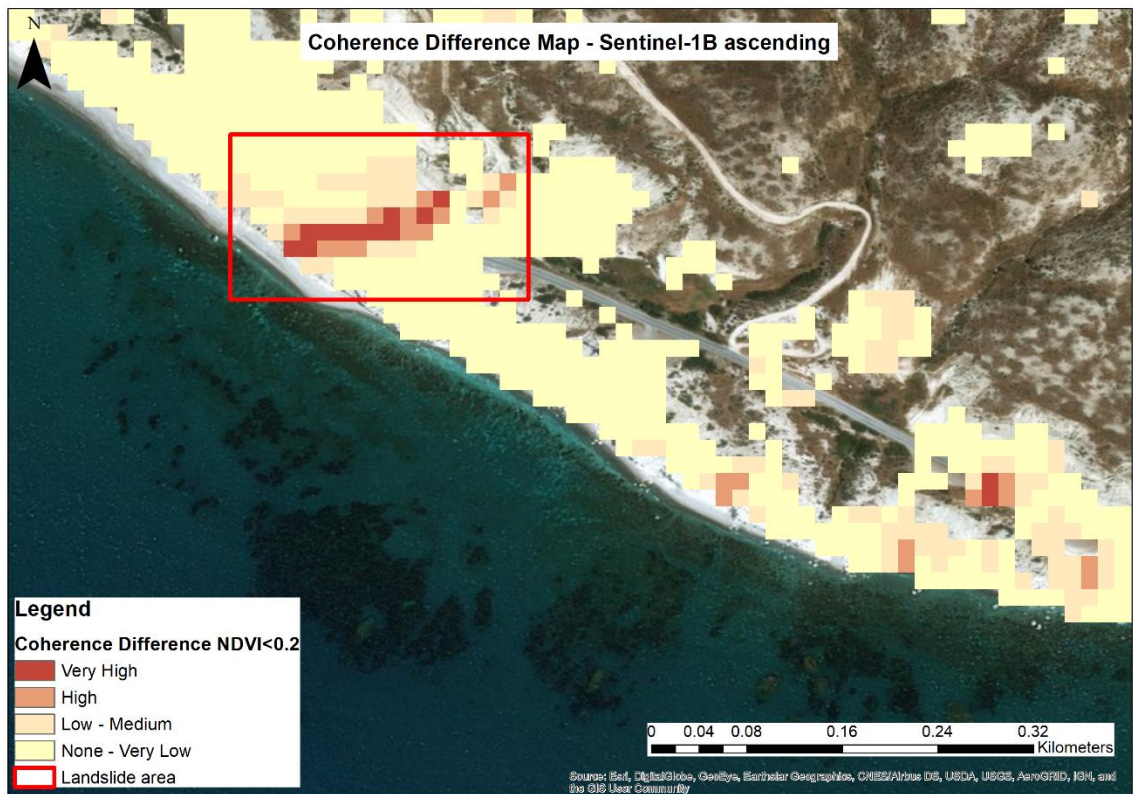 N
Coherence Difference Map - Sentinel-1B ascending
Legend
Coherence Difference NDVI<0.2
Very High
High
Low - Medium
None - Very Low
Landslide area
0 0.04 0.08 0.16 0.24 0.32
Kilometers
Source: Esri, DigitalGlobe, GeoEye, Earthstar Geographics, CNES/Airbus DS, USDA, USGS, AeroGRID, IGN, and
the GIS User Community